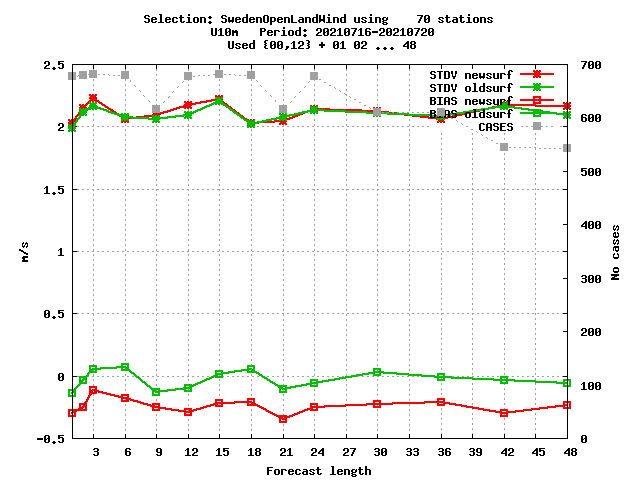 Selection: SwedenOpenLandWind using    70 stations
U10m   Period: 20210716-20210720
Used {00,12} + 01 02 ... 48
2.5
2
1.5
1
0.5
0
-0.5
m/s
700
600
500
400
300
200
100
0
No cases
STDV newsurf
STDV oldsurf
BIAS newsurf
BIAS oldsurf
CASES
3 6 9 12 15 18 21 24 27 30 33 36 39 42 45 48
Forecast length